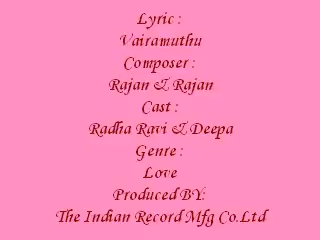 Lyric :
Vairamuthu
Composer :
Rajan & Rajan
Cast :
Radha Ravi & Deepa
Genre :
Love
Produced BY:
The Indian Record Mfg Co.Ltd